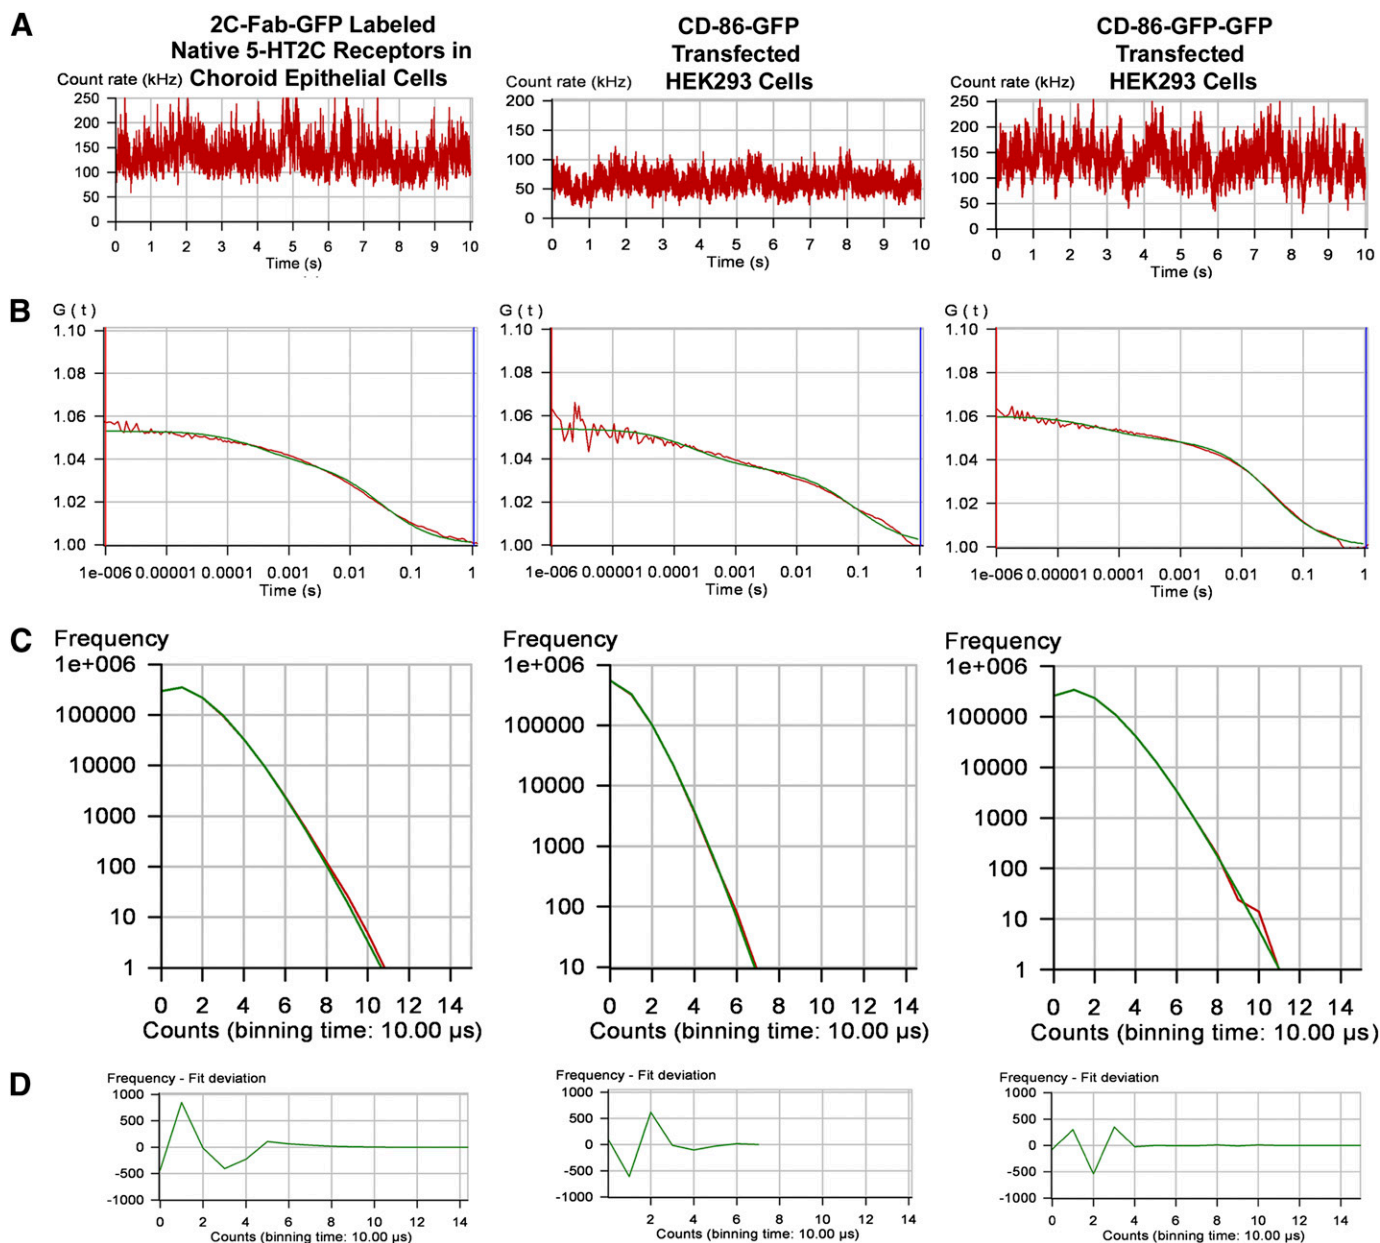 A
2C-Fab-GFP Labeled
Native 5-HT2C Receptors in
Choroid Epithelial Cells
Count rate (kHz)
250
200
150
100
50
0
0 1 2 3 4 5 6 7 8 9 10
Time (s)
CD-86-GFP
Transfected
HEK293 Cells
Count rate (kHz)
200
150
100
50
0
0 1 2 3 4 5 6 7 8 9 10
Time (s)
CD-86-GFP-GFP
Transfected
HEK293 Cells
Count rate (kHz)
250
200
150
100
50
0
0 1 2 3 4 5 6 7 8 9 10
Time (s)
B
G ( t )
1.10
1.08
1.06
1.04
1.02
1.00
1e-006 0.00001 0.0001 0.001 0.01 0.1 1
Time (s)
G ( t )
1.10
1.08
1.06
1.04
1.02
1.00
1e-006 0.00001 0.0001 0.001 0.01 0.1 1
Time (s)
G ( t )
1.10
1.08
1.06
1.04
1.02
1.00
1e-006 0.00001 0.0001 0.001 0.01 0.1 1
Time (s)
C
Frequency
1e+006
100000
10000
1000
100
10
1
0 2 4 6 8 10 12 14
Counts (binning time: 10.00 µs)
Frequency
1e+006
100000
10000
1000
100
10
0 2 4 6 8 10 12 14
Counts (binning time: 10.00 µs)
Frequency
1e+006
100000
10000
1000
100
10
1
0 2 4 6 8 10 12 14
Counts (binning time: 10.00 µs)
D
Frequency - Fit deviation
1000
500
0
-500
-1000
0 2 4 6 8 10 12 14
Counts (binning time: 10.00 µs)
Frequency - Fit deviation
1000
500
0
-500
-1000
2 4 6 8 10 12 14
Counts (binning time: 10.00 µs)
Frequency - Fit deviation
1000
500
0
-500
-1000
0 2 4 6 8 10 12 14
Counts (binning time: 10.00 µs)